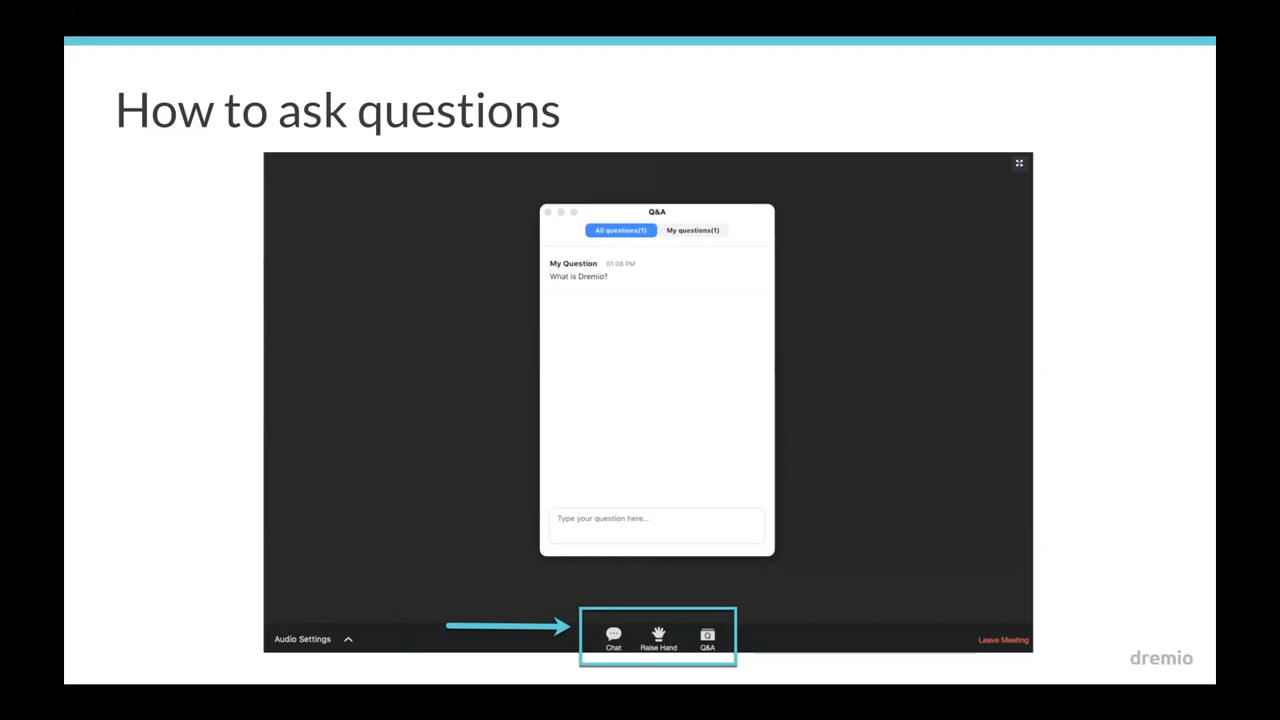 How to ask questions
Q&A
All questions(1) My questions(1)
My Question 01:08 PM
What is Dremio?
Type your question here...
Audio Settings
Chat Raise Hand Q&A
Leave Meeting
dremio